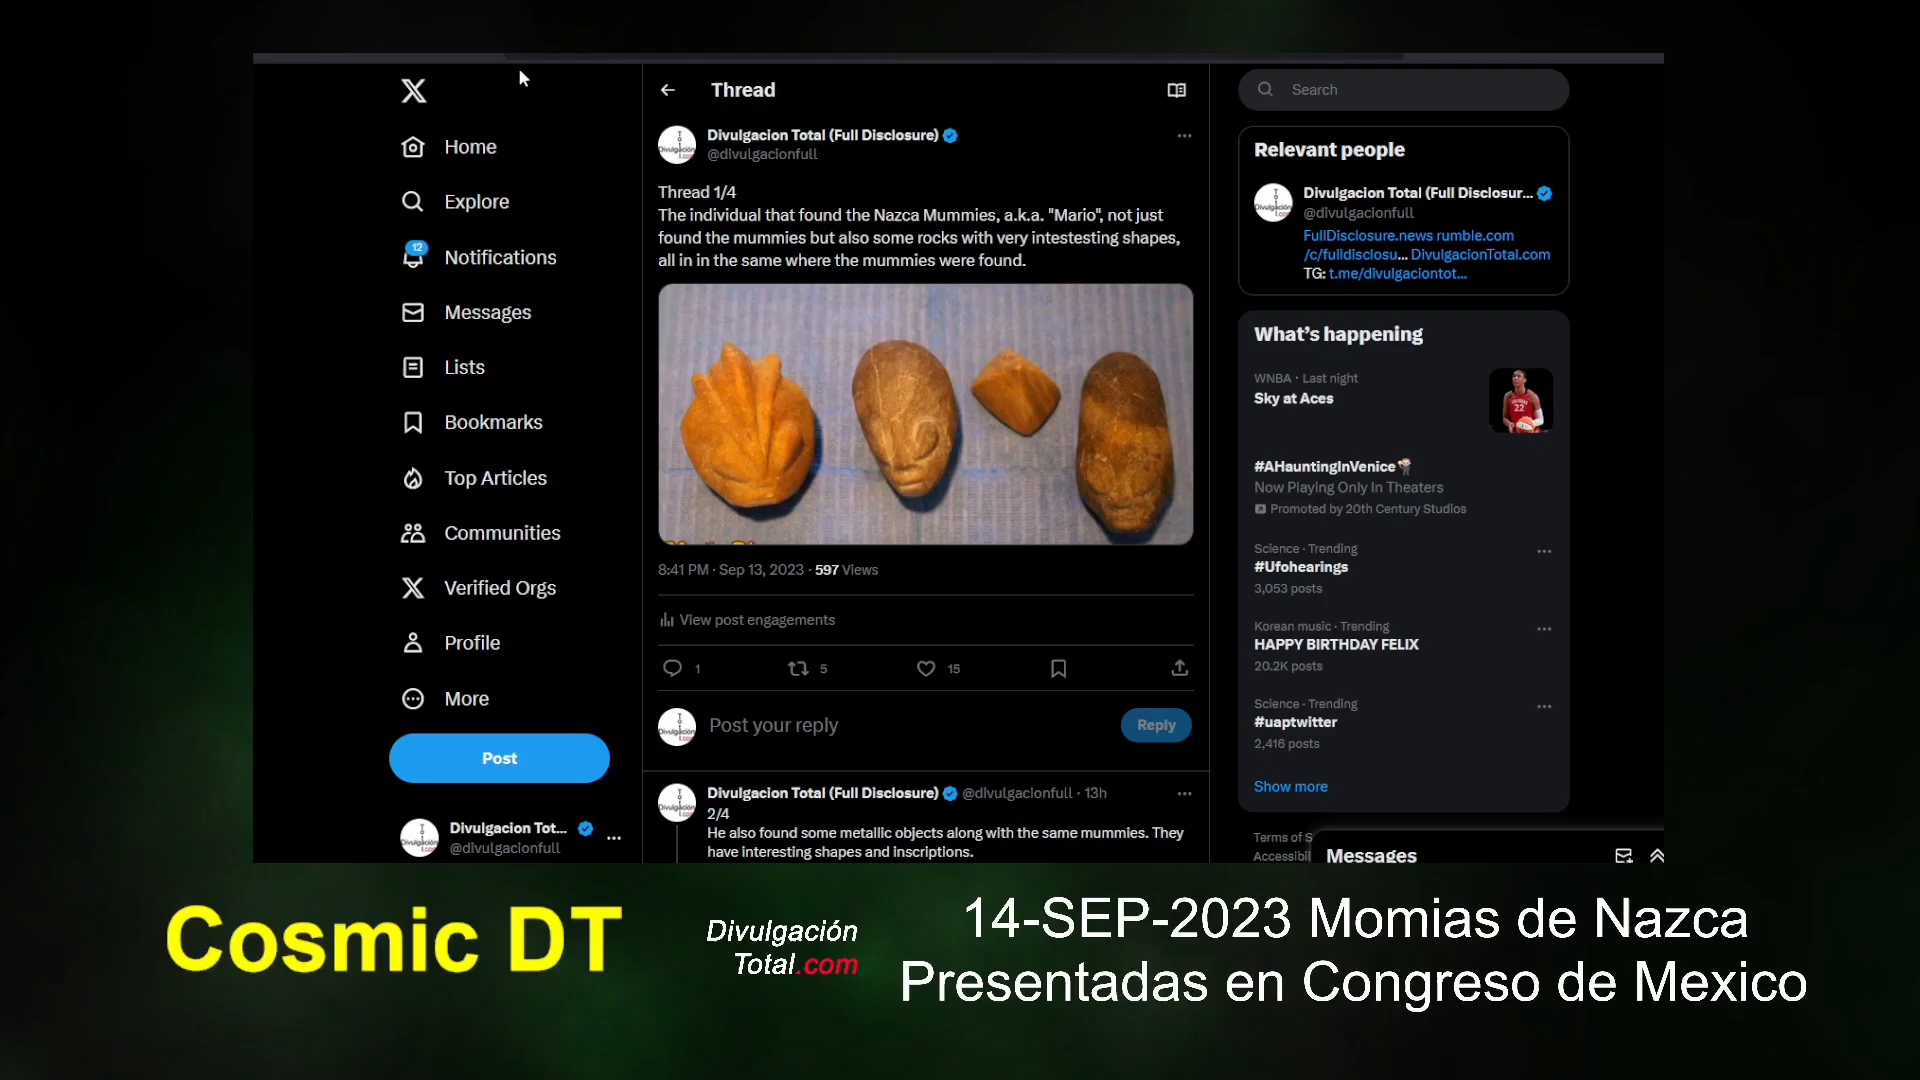 Home
Explore
12
Notifications
Messages
Lists
Bookmarks
Top Articles
Communities
Verified Orgs
Profile
More
Post
Divulgacion Tot...
@divulgacionfull
Thread
Divulgacion Total (Full Disclosure)
@divulgacionfull
Thread 1/4
The individual that found the Nazca Mummies, a.k.a. "Mario", not just
found the mummies but also some rocks with very intestesting shapes,
all in in the same where the mummies were found.
8:41 PM · Sep 13, 2023 · 597 Views
View post engagements
1
5
15
Post your reply
Reply
Divulgacion Total (Full Disclosure) @divulgacionfull · 13h
2/4
He also found some metallic objects along with the same mummies. They
have interesting shapes and inscriptions.
Search
Relevant people
Divulgacion Total (Full Disclosur...
@divulgacionfull
FullDisclosure.news rumble.com
/c/fulldisclosu... DivulgacionTotal.com
TG: t.me/divulgaciontot...
What's happening
WNBA · Last night
Sky at Aces
22
#AHauntingInVenice
Now Playing Only In Theaters
Promoted by 20th Century Studios
Science · Trending
#Ufohearings
3,053 posts
Korean music · Trending
HAPPY BIRTHDAY FELIX
20.2K posts
Science · Trending
#uaptwitter
2,416 posts
Show more
Terms of S
Accessibil
Messages
Cosmic DT
Divulgación
Total.com
14-SEP-2023 Momias de Nazca
Presentadas en Congreso de Mexico